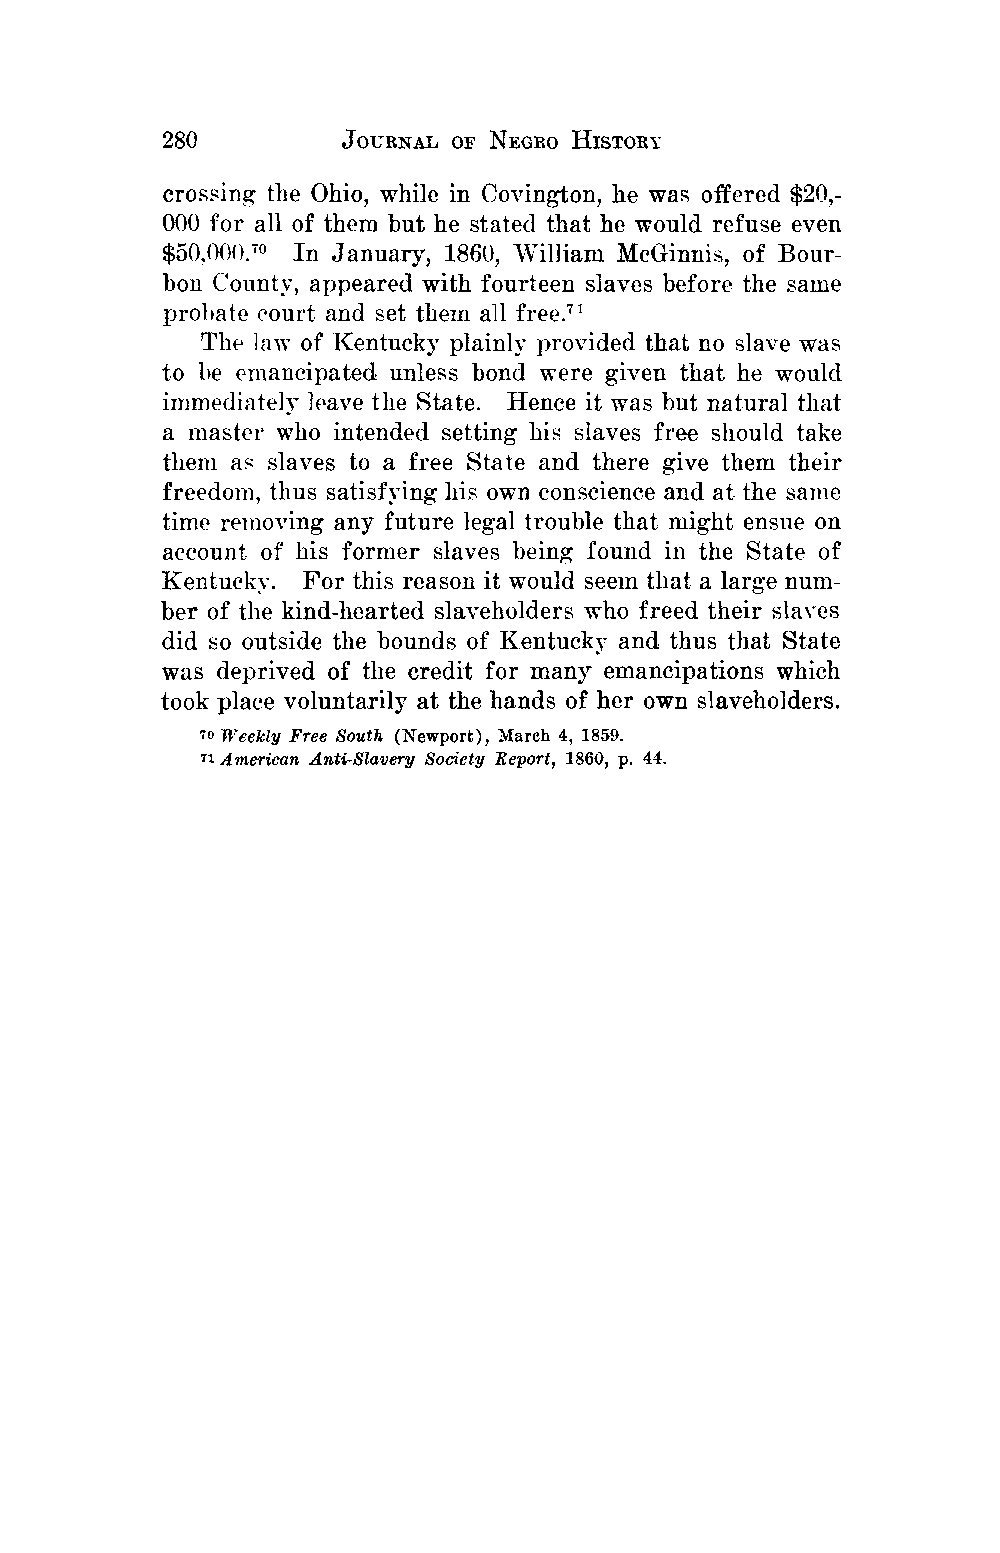 280 JOURNAL OF NEGRO HISTORY
crossing the Ohio, while in Covington, he was offered $20,-
000 for all of them but he stated that he would refuse even
$50,000.⁷⁰ In January, 1860, William McGinnis, of Bour-
bon County, appeared with fourteen slaves before the same
probate court and set them all free.⁷¹
The law of Kentucky plainly provided that no slave was
to be emancipated unless bond were given that he would
immediately leave the State. Hence it was but natural that
a master who intended setting his slaves free should take
them as slaves to a free State and there give them their
freedom, thus satisfying his own conscience and at the same
time removing any future legal trouble that might ensue on
account of his former slaves being found in the State of
Kentucky. For this reason it would seem that a large num-
ber of the kind-hearted slaveholders who freed their slaves
did so outside the bounds of Kentucky and thus that State
was deprived of the credit for many emancipations which
took place voluntarily at the hands of her own slaveholders.
⁷⁰ Weekly Free South (Newport), March 4, 1859.
⁷¹ American Anti-Slavery Society Report, 1860, p. 44.